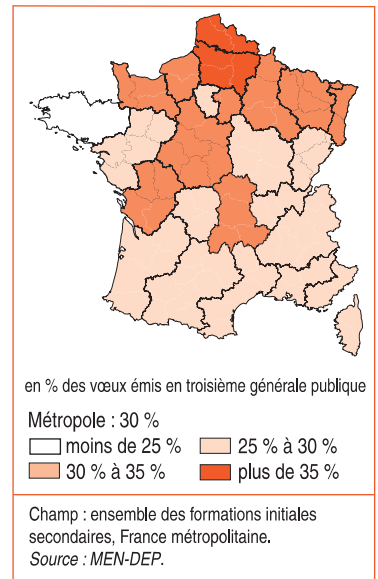 en % des vœux émis en troisième générale publique
Métropole : 30 %
moins de 25 % 25 % à 30 %
30 % à 35 % plus de 35 %
Champ : ensemble des formations initiales
secondaires, France métropolitaine.
Source : MEN-DEP.